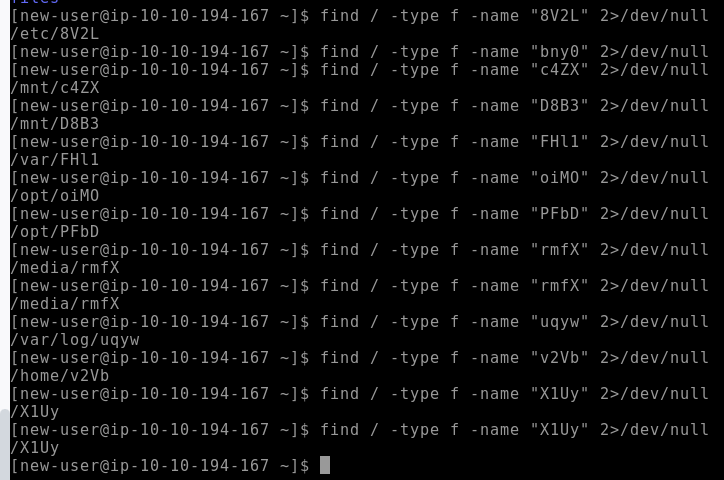 files
[new-user@ip-10-10-194-167 ~]$ find / -type f -name "8V2L" 2>/dev/null
/etc/8V2L
[new-user@ip-10-10-194-167 ~]$ find / -type f -name "bny0" 2>/dev/null
[new-user@ip-10-10-194-167 ~]$ find / -type f -name "c4ZX" 2>/dev/null
/mnt/c4ZX
[new-user@ip-10-10-194-167 ~]$ find / -type f -name "D8B3" 2>/dev/null
/mnt/D8B3
[new-user@ip-10-10-194-167 ~]$ find / -type f -name "FHl1" 2>/dev/null
/var/FHl1
[new-user@ip-10-10-194-167 ~]$ find / -type f -name "oiMO" 2>/dev/null
/opt/oiMO
[new-user@ip-10-10-194-167 ~]$ find / -type f -name "PFbD" 2>/dev/null
/opt/PFbD
[new-user@ip-10-10-194-167 ~]$ find / -type f -name "rmfX" 2>/dev/null
/media/rmfX
[new-user@ip-10-10-194-167 ~]$ find / -type f -name "rmfX" 2>/dev/null
/media/rmfX
[new-user@ip-10-10-194-167 ~]$ find / -type f -name "uqyw" 2>/dev/null
/var/log/uqyw
[new-user@ip-10-10-194-167 ~]$ find / -type f -name "v2Vb" 2>/dev/null
/home/v2Vb
[new-user@ip-10-10-194-167 ~]$ find / -type f -name "X1Uy" 2>/dev/null
/X1Uy
[new-user@ip-10-10-194-167 ~]$ find / -type f -name "X1Uy" 2>/dev/null
/X1Uy
[new-user@ip-10-10-194-167 ~]$